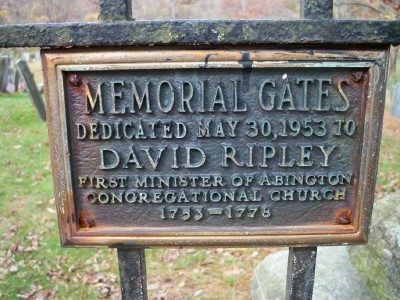 MEMORIAL GATES
DEDICATED MAY 30, 1953 TO
DAVID RIPLEY
FIRST MINISTER OF ABINGTON
CONGREGATIONAL CHURCH
1753-1778